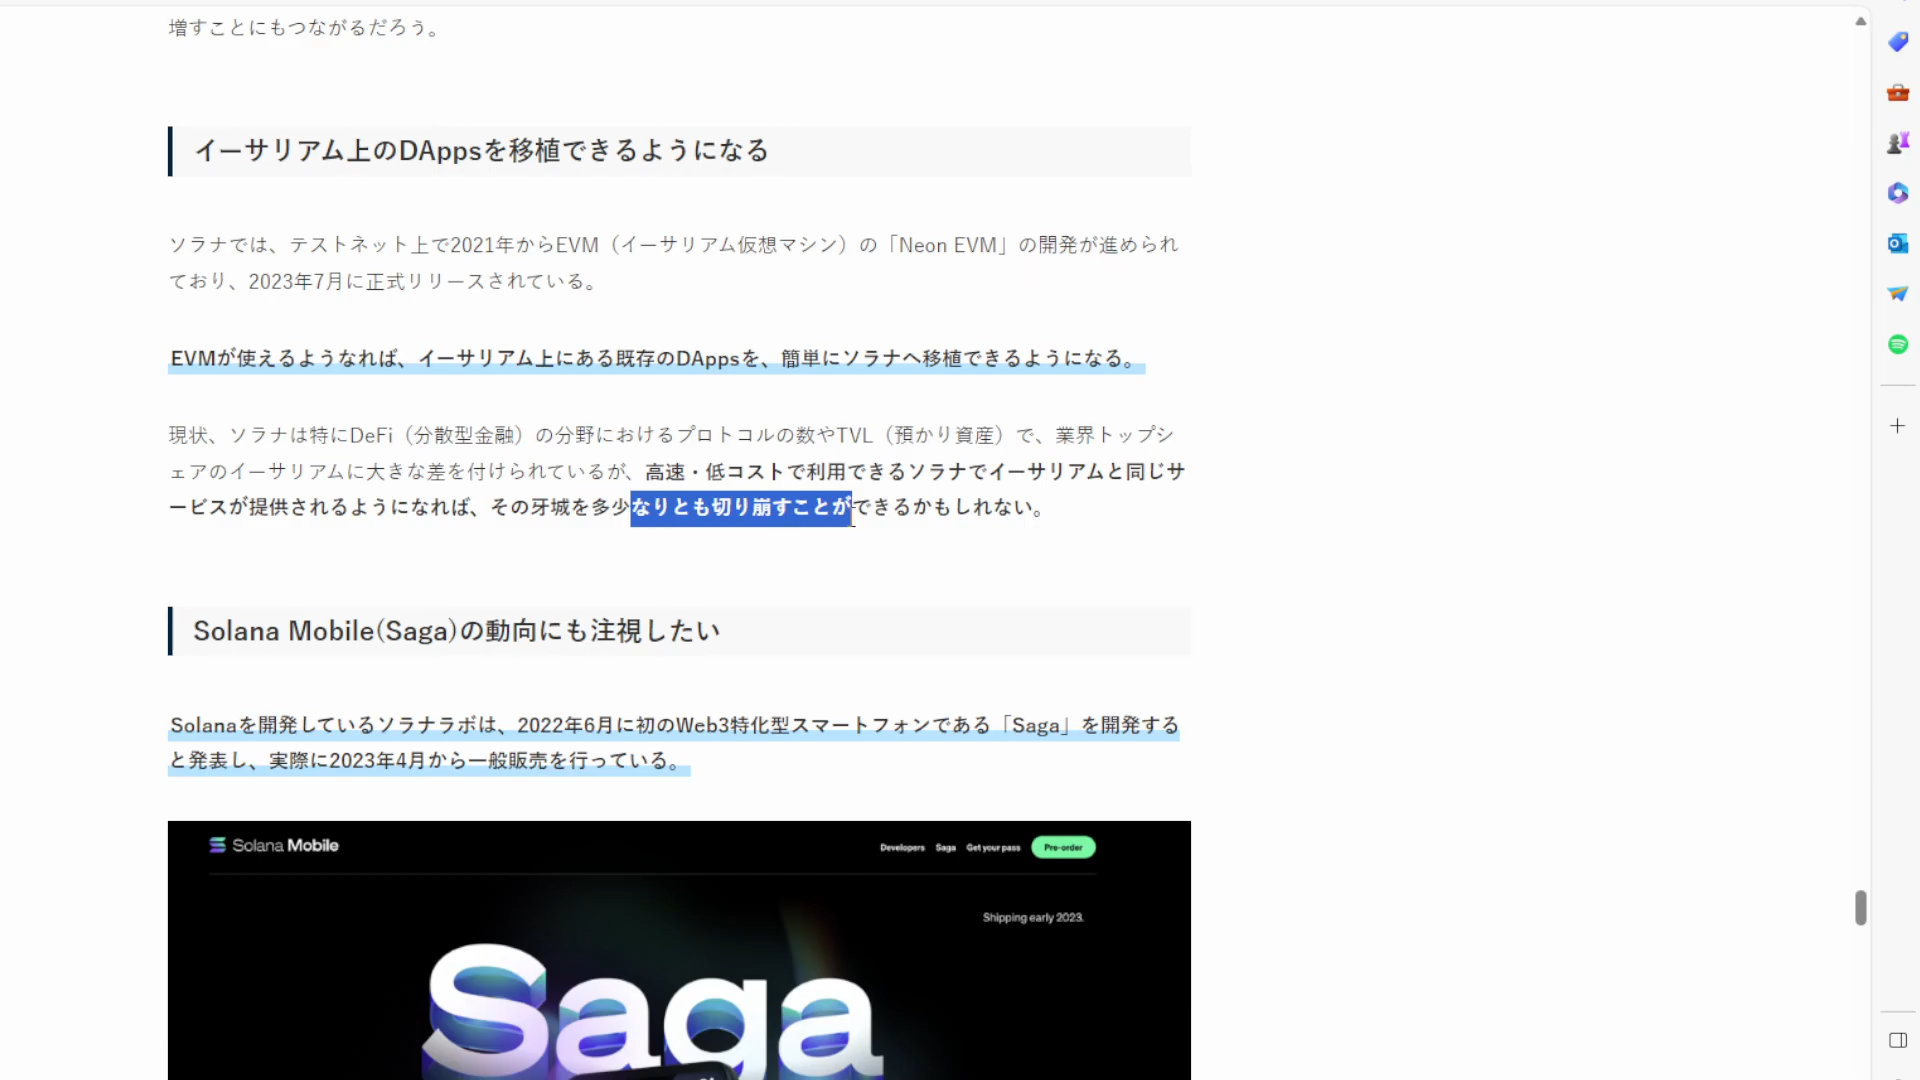 増すことにもつながるだろう。
イーサリアム上のDAppsを移植できるようになる
ソラナでは、テストネット上で2021年からEVM（イーサリアム仮想マシン）の「Neon EVM」の開発が進められ
ており、2023年7月に正式リリースされている。
EVMが使えるようなれば、イーサリアム上にある既存のDAppsを、簡単にソラナへ移植できるようになる。
現状、ソラナは特にDeFi（分散型金融）の分野におけるプロトコルの数やTVL（預かり資産）で、業界トップシ
ェアのイーサリアムに大きな差を付けられているが、高速・低コストで利用できるソラナでイーサリアムと同じサ
ービスが提供されるようになれば、その牙城を多少なりとも切り崩すことができるかもしれない。
Solana Mobile(Saga)の動向にも注視したい
Solanaを開発しているソラナラボは、2022年6月に初のWeb3特化型スマートフォンである「Saga」を開発する
と発表し、実際に2023年4月から一般販売を行っている。
Solana Mobile
Developers Saga Get your pass Pre-order
Shipping early 2023.
Saga